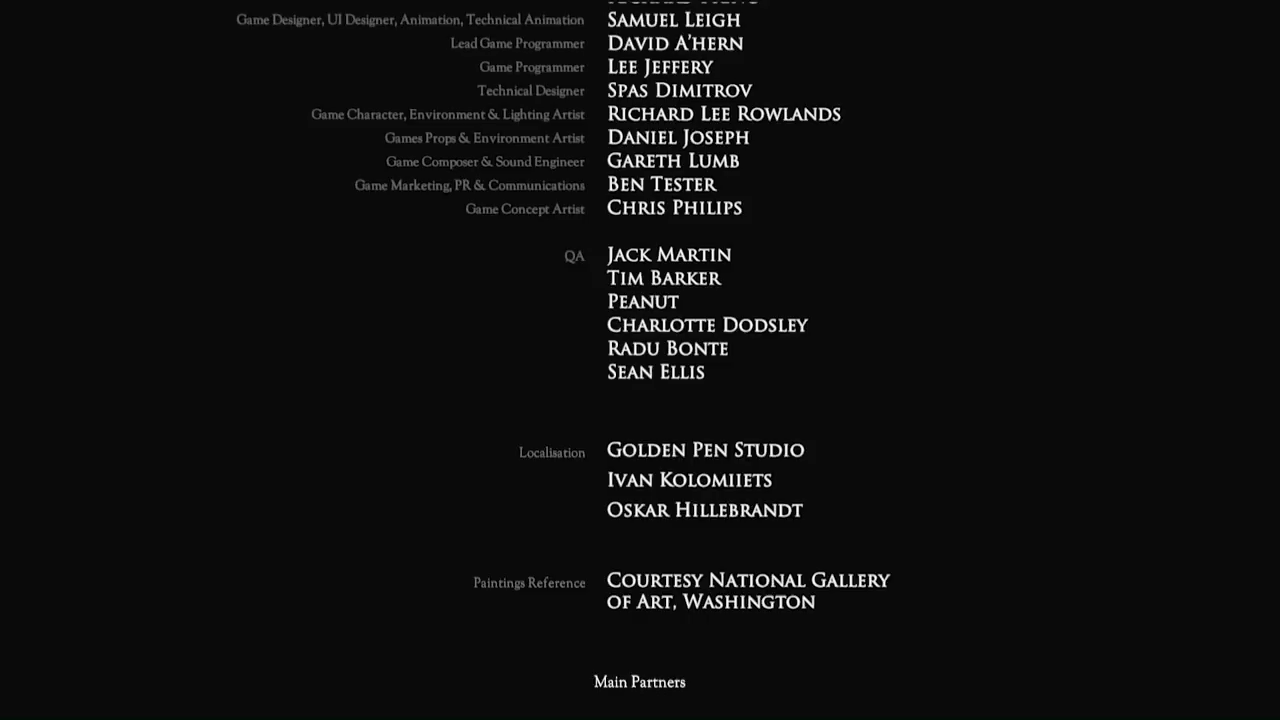 Game Designer, UI Designer, Animation, Technical Animation SAMUEL LEIGH
Lead Game Programmer DAVID A'HERN
Game Programmer LEE JEFFERY
Technical Designer SPAS DIMITROV
Game Character, Environment & Lighting Artist RICHARD LEE ROWLANDS
Games Props & Environment Artist DANIEL JOSEPH
Game Composer & Sound Engineer GARETH LUMB
Game Marketing, PR & Communications BEN TESTER
Game Concept Artist CHRIS PHILIPS
QA JACK MARTIN
TIM BARKER
PEANUT
CHARLOTTE DODSLEY
RADU BONTE
SEAN ELLIS
Localisation GOLDEN PEN STUDIO
IVAN KOLOMIIETS
OSKAR HILLEBRANDT
Paintings Reference COURTESY NATIONAL GALLERY
OF ART, WASHINGTON
Main Partners